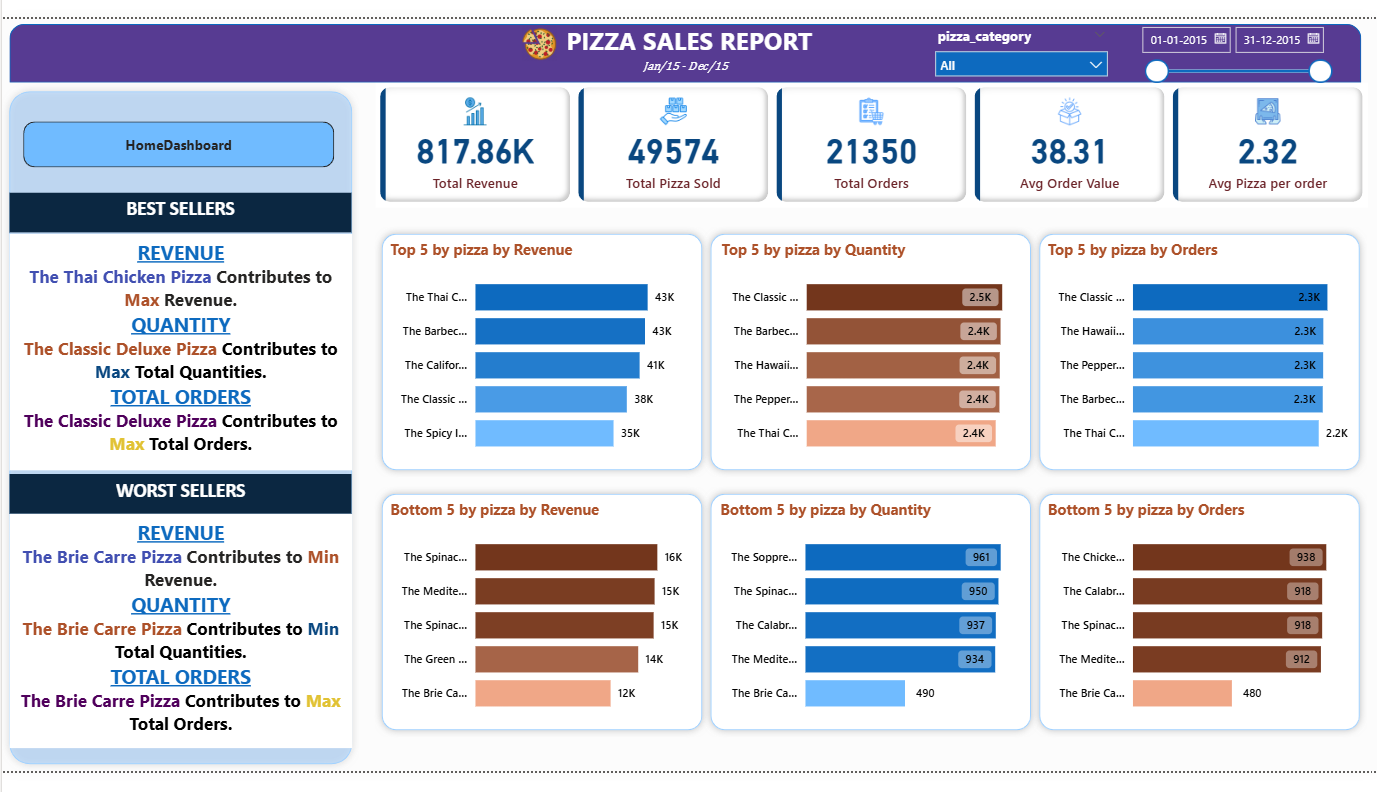 PIZZA SALES REPORT
Jan/15 - Dec/15
pizza_category
All
01-01-2015
31-12-2015
HomeDashboard
BEST SELLERS
REVENUE
The Thai Chicken Pizza Contributes to
Max Revenue.
QUANTITY
The Classic Deluxe Pizza Contributes to
Max Total Quantities.
TOTAL ORDERS
The Classic Deluxe Pizza Contributes to
Max Total Orders.
WORST SELLERS
REVENUE
The Brie Carre Pizza Contributes to Min
Revenue.
QUANTITY
The Brie Carre Pizza Contributes to Min
Total Quantities.
TOTAL ORDERS
The Brie Carre Pizza Contributes to Max
Total Orders.
817.86K
Total Revenue
49574
Total Pizza Sold
21350
Total Orders
38.31
Avg Order Value
2.32
Avg Pizza per order
Top 5 by pizza by Revenue
The Thai C... 43K
The Barbec... 43K
The Califor... 41K
The Classic ... 38K
The Spicy I... 35K
Top 5 by pizza by Quantity
The Classic ... 2.5K
The Barbec... 2.4K
The Hawaii... 2.4K
The Pepper... 2.4K
The Thai C... 2.4K
Top 5 by pizza by Orders
The Classic ... 2.3K
The Hawaii... 2.3K
The Pepper... 2.3K
The Barbec... 2.3K
The Thai C... 2.2K
Bottom 5 by pizza by Revenue
The Spinac... 16K
The Medite... 15K
The Spinac... 15K
The Green ... 14K
The Brie Ca... 12K
Bottom 5 by pizza by Quantity
The Soppre... 961
The Spinac... 950
The Calabr... 937
The Medite... 934
The Brie Ca... 490
Bottom 5 by pizza by Orders
The Chicke... 938
The Calabr... 918
The Spinac... 918
The Medite... 912
The Brie Ca... 480